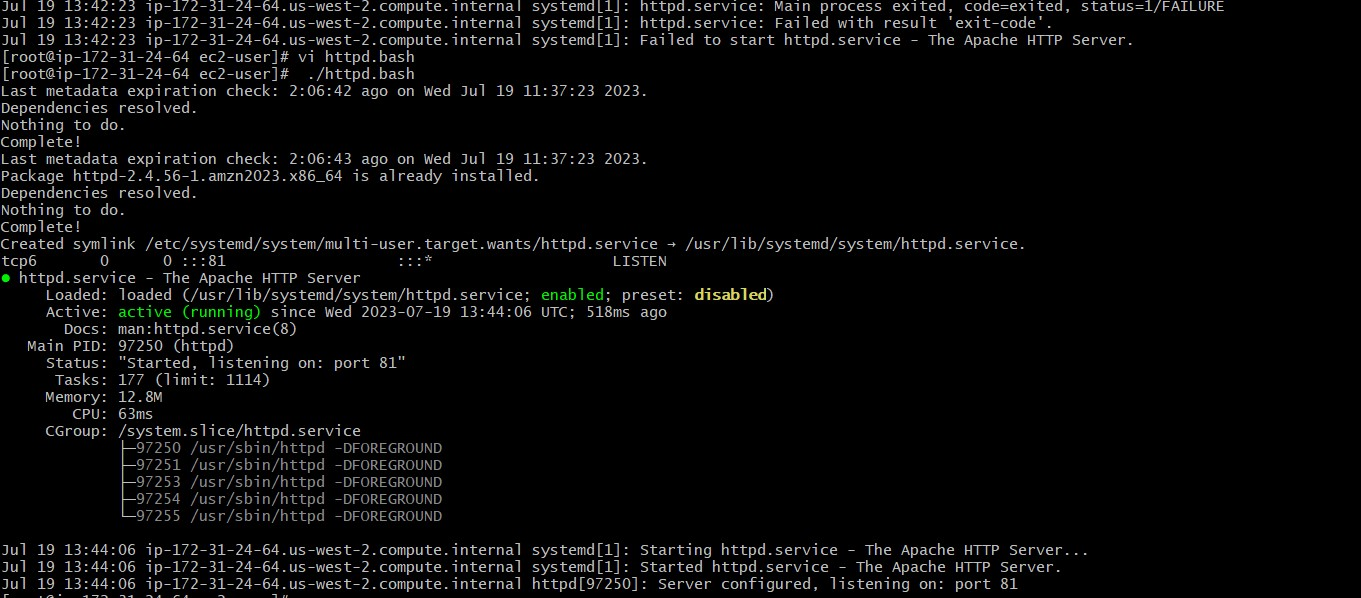 Jul 19 13:42:23 ip-172-31-24-64.us-west-2.compute.internal systemd[1]: httpd.service: Main process exited, code=exited, status=1/FAILURE
Jul 19 13:42:23 ip-172-31-24-64.us-west-2.compute.internal systemd[1]: httpd.service: Failed with result 'exit-code'.
Jul 19 13:42:23 ip-172-31-24-64.us-west-2.compute.internal systemd[1]: Failed to start httpd.service - The Apache HTTP Server.
[root@ip-172-31-24-64 ec2-user]# vi httpd.bash
[root@ip-172-31-24-64 ec2-user]#  ./httpd.bash
Last metadata expiration check: 2:06:42 ago on Wed Jul 19 11:37:23 2023.
Dependencies resolved.
Nothing to do.
Complete!
Last metadata expiration check: 2:06:43 ago on Wed Jul 19 11:37:23 2023.
Package httpd-2.4.56-1.amzn2023.x86_64 is already installed.
Dependencies resolved.
Nothing to do.
Complete!
Created symlink /etc/systemd/system/multi-user.target.wants/httpd.service → /usr/lib/systemd/system/httpd.service.
tcp6       0      0 :::81                   :::*                    LISTEN
● httpd.service - The Apache HTTP Server
     Loaded: loaded (/usr/lib/systemd/system/httpd.service; enabled; preset: disabled)
     Active: active (running) since Wed 2023-07-19 13:44:06 UTC; 518ms ago
       Docs: man:httpd.service(8)
   Main PID: 97250 (httpd)
     Status: "Started, listening on: port 81"
      Tasks: 177 (limit: 1114)
     Memory: 12.8M
        CPU: 63ms
     CGroup: /system.slice/httpd.service
             ├─97250 /usr/sbin/httpd -DFOREGROUND
             ├─97251 /usr/sbin/httpd -DFOREGROUND
             ├─97253 /usr/sbin/httpd -DFOREGROUND
             ├─97254 /usr/sbin/httpd -DFOREGROUND
             └─97255 /usr/sbin/httpd -DFOREGROUND
Jul 19 13:44:06 ip-172-31-24-64.us-west-2.compute.internal systemd[1]: Starting httpd.service - The Apache HTTP Server...
Jul 19 13:44:06 ip-172-31-24-64.us-west-2.compute.internal systemd[1]: Started httpd.service - The Apache HTTP Server.
Jul 19 13:44:06 ip-172-31-24-64.us-west-2.compute.internal httpd[97250]: Server configured, listening on: port 81